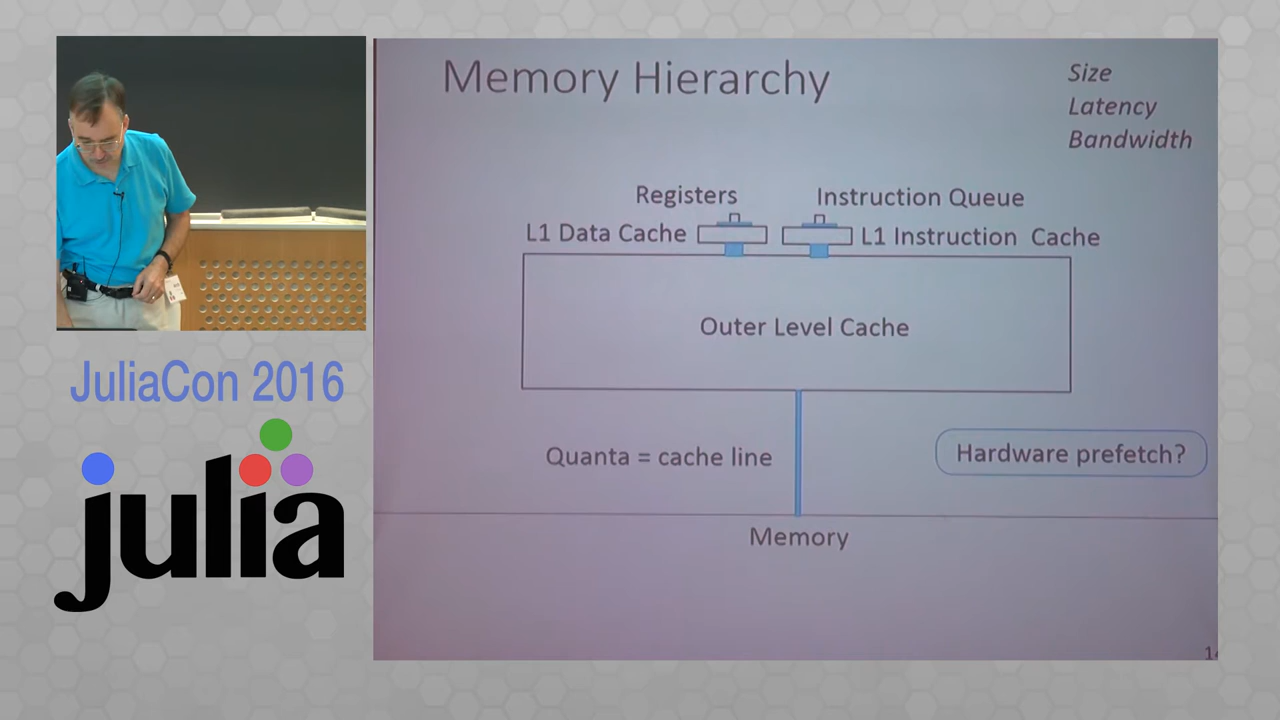 Memory Hierarchy
Size
Latency
Bandwidth
Registers
Instruction Queue
L1 Data Cache
L1 Instruction Cache
Outer Level Cache
Quanta = cache line
Hardware prefetch?
Memory
JuliaCon 2016
julia